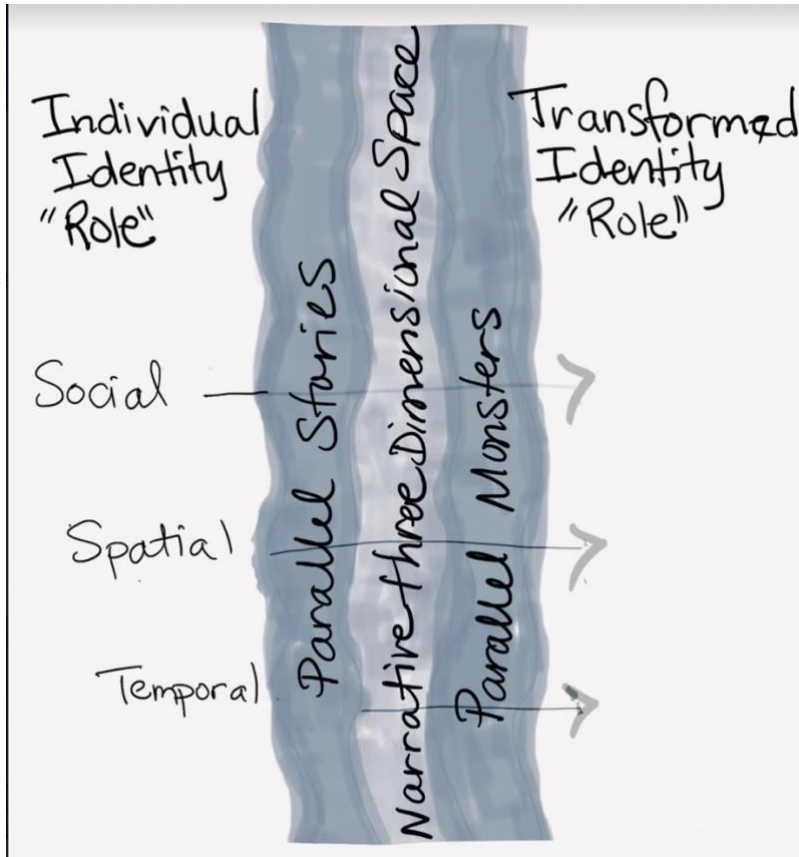 Individual
Identity
"Role"
Transformed
Identity
"Role"
Social
Spatial
Temporal
Parallel Stories
Narrative three Dimensional Space
Parallel Monsters